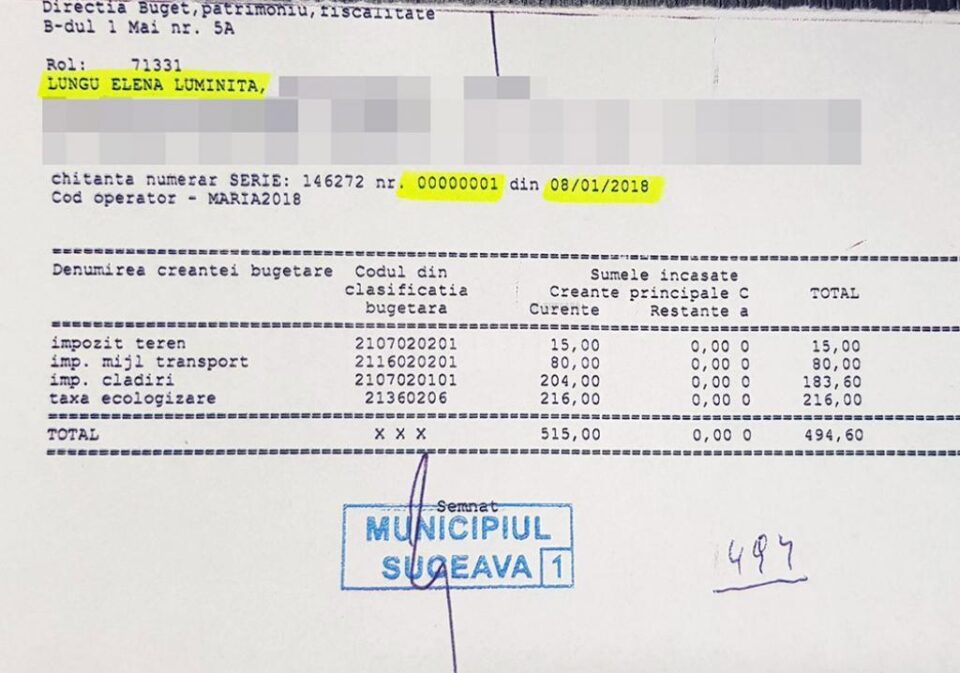 Directia Buget,patrimoniu,fiscalitate
B-dul 1 Mai nr. 5A
Rol: 71331
LUNGU ELENA LUMINITA,
chitanta numerar SERIE: 146272 nr. 00000001 din 08/01/2018
Cod operator - MARIA2018
Denumirea creantei bugetare Codul din Sumele incasate
clasificatia Creante principale C TOTAL
bugetara Curente Restante a
impozit teren 2107020201 15,00 0,00 0 15,00
imp. mijl transport 2116020201 80,00 0,00 0 80,00
imp. cladiri 2107020101 204,00 0,00 0 183,60
taxa ecologizare 21360206 216,00 0,00 0 216,00
TOTAL X X X 515,00 0,00 0 494,60
Semnat
MUNICIPIUL
SUCEAVA 1
494